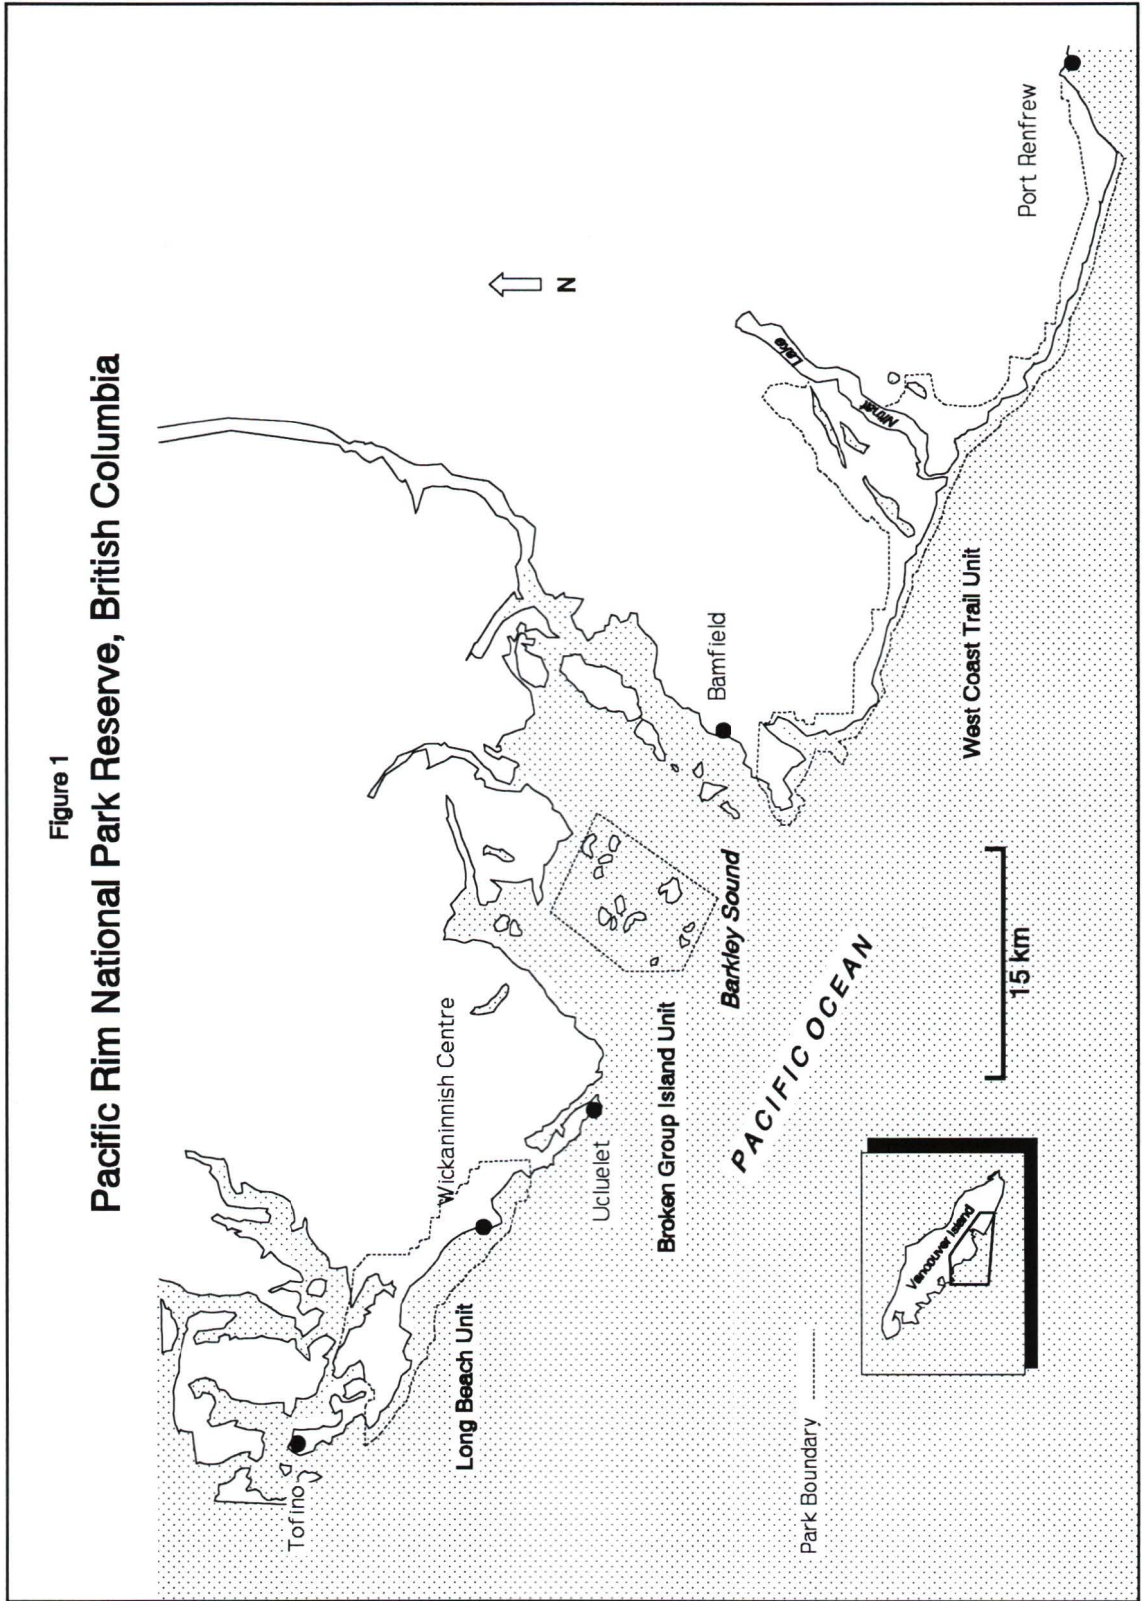 Figure 1
Pacific Rim National Park Reserve, British Columbia
N
Tofino
Long Beach Unit
Wickaninnish Centre
Ucluelet
Broken Group Island Unit
Barkley Sound
Bamfield
PACIFIC OCEAN
West Coast Trail Unit
Nitinat
Lake
Port Renfrew
Park Boundary
Vancouver Island
15 km